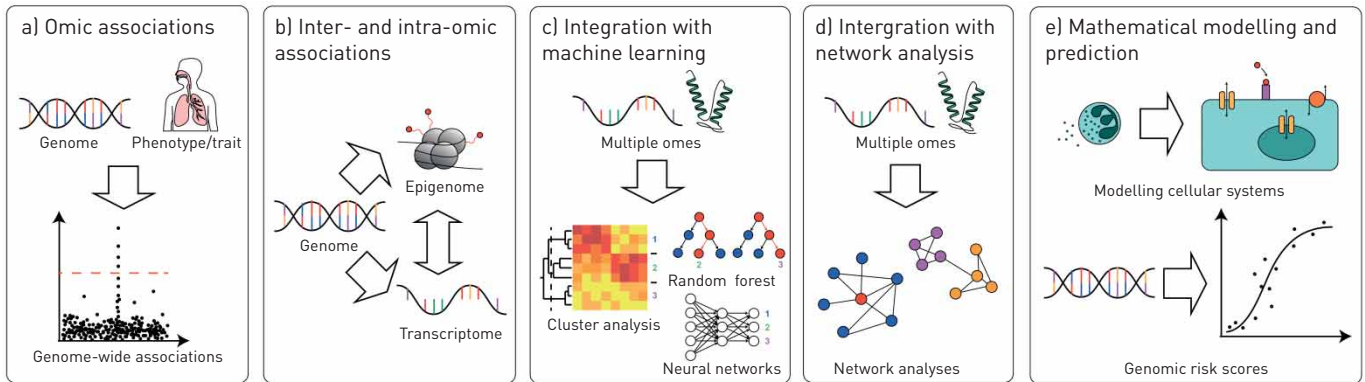 a) Omic associations
Genome
Phenotype/trait
Genome-wide associations
b) Inter- and intra-omic
associations
Epigenome
Genome
Transcriptome
c) Integration with
machine learning
Multiple omes
1
2
3
Cluster analysis
2
3
Random forest
1
2
3
Neural networks
d) Intergration with
network analysis
Multiple omes
Network analyses
e) Mathematical modelling and
prediction
Modelling cellular systems
Genomic risk scores